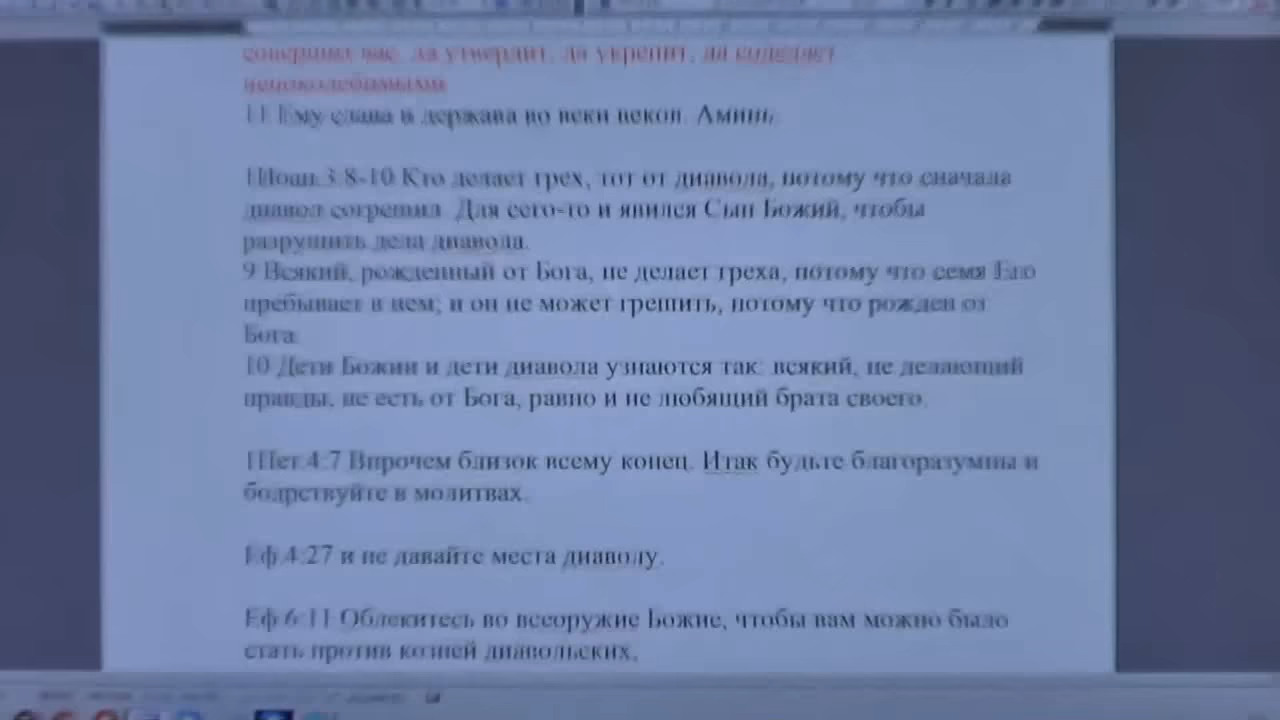 совершит вас, да утвердит, да укрепит, да соделает
непоколебимыми.
11 Ему слава и держава во веки веков. Аминь.
1Иоан.3:8-10 Кто делает грех, тот от диавола, потому что сначала
диавол согрешил. Для сего-то и явился Сын Божий, чтобы
разрушить дела диавола.
9 Всякий, рожденный от Бога, не делает греха, потому что семя Его
пребывает в нем; и он не может грешить, потому что рожден от
Бога.
10 Дети Божии и дети диавола узнаются так: всякий, не делающий
правды, не есть от Бога, равно и не любящий брата своего.
1Пет.4:7 Впрочем близок всему конец. Итак будьте благоразумны и
бодрствуйте в молитвах.
Еф.4:27 и не давайте места диаволу.
Еф.6:11 Облекитесь во всеоружие Божие, чтобы вам можно было
стать против козней диавольских,